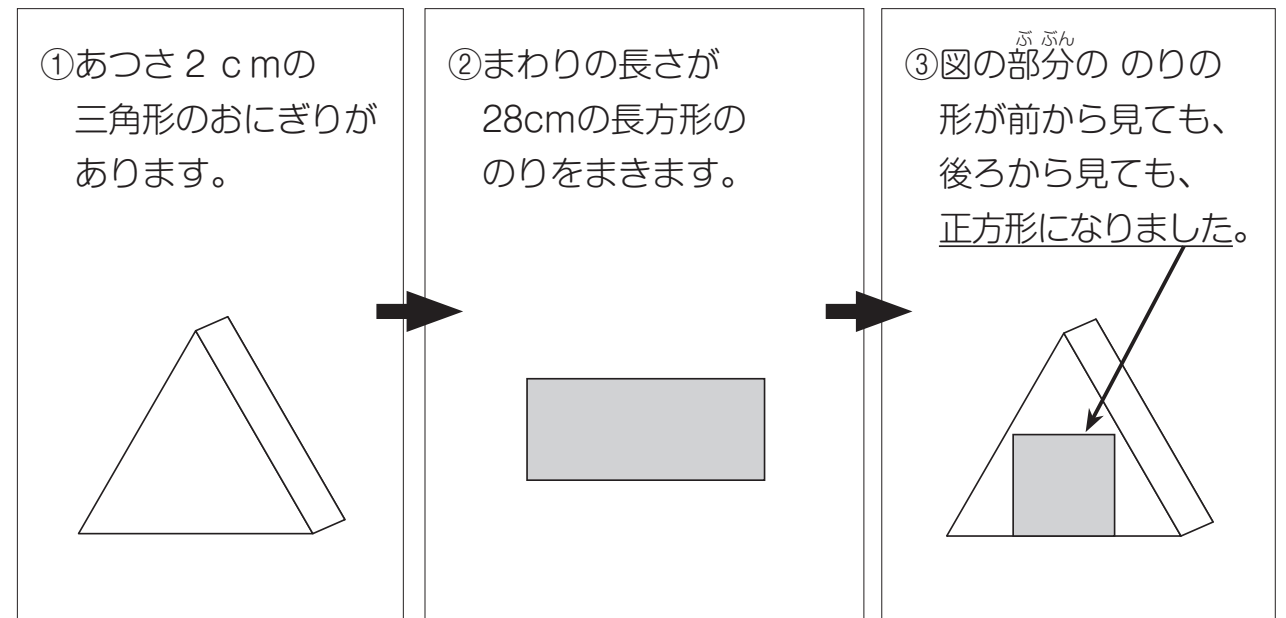 ①あつさ２ｃｍの
三角形のおにぎりが
あります。
②まわりの長さが
28cmの長方形の
のりをまきます。
ぶ ぶん
③図の部分の のりの
形が前から見ても、
後ろから見ても、
正方形になりました。